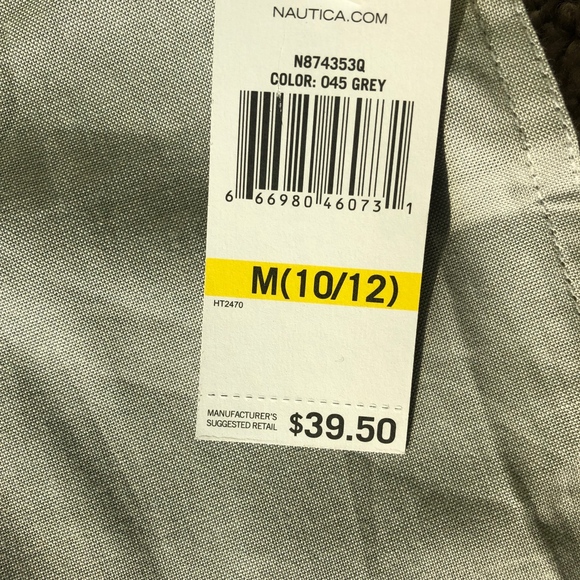 NAUTICA.COM
N874353Q
COLOR: 045 GREY
6 66980 46073 1
M(10/12)
HT2470
MANUFACTURER'S
SUGGESTED RETAIL $39.50